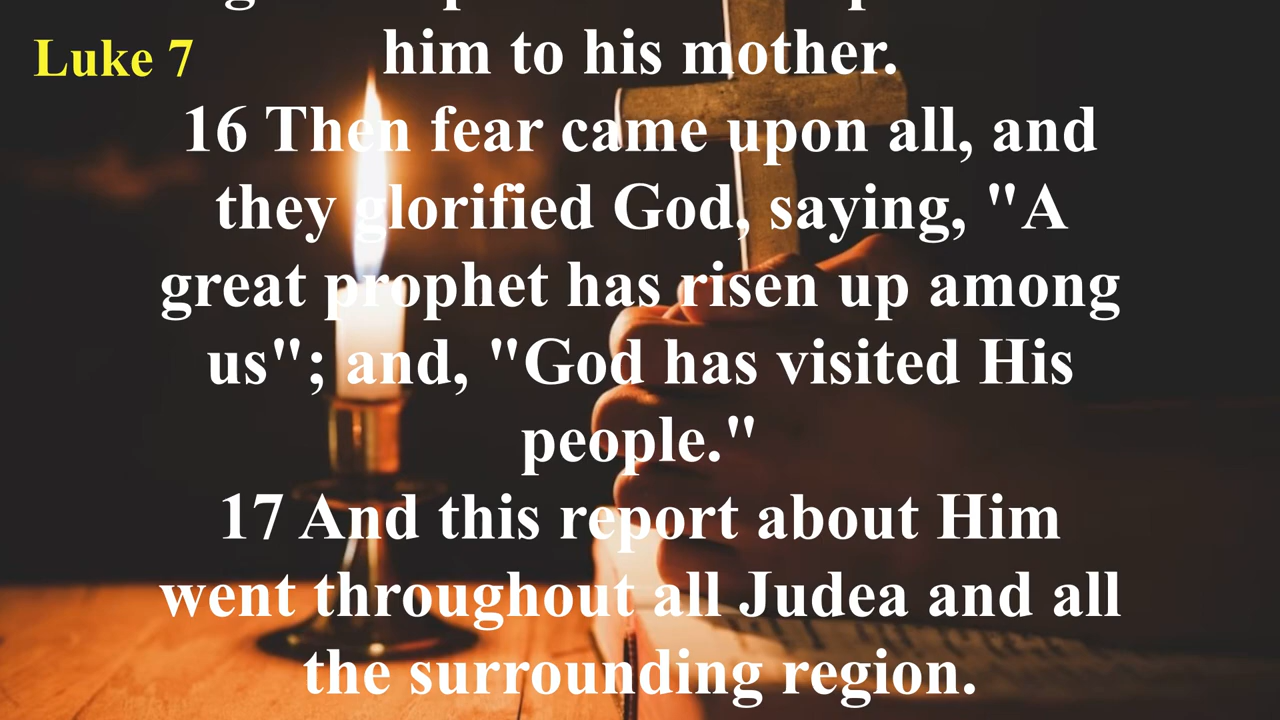 Luke 7
him to his mother.
16 Then fear came upon all, and
they glorified God, saying, "A
great prophet has risen up among
us"; and, "God has visited His
people."
17 And this report about Him
went throughout all Judea and all
the surrounding region.